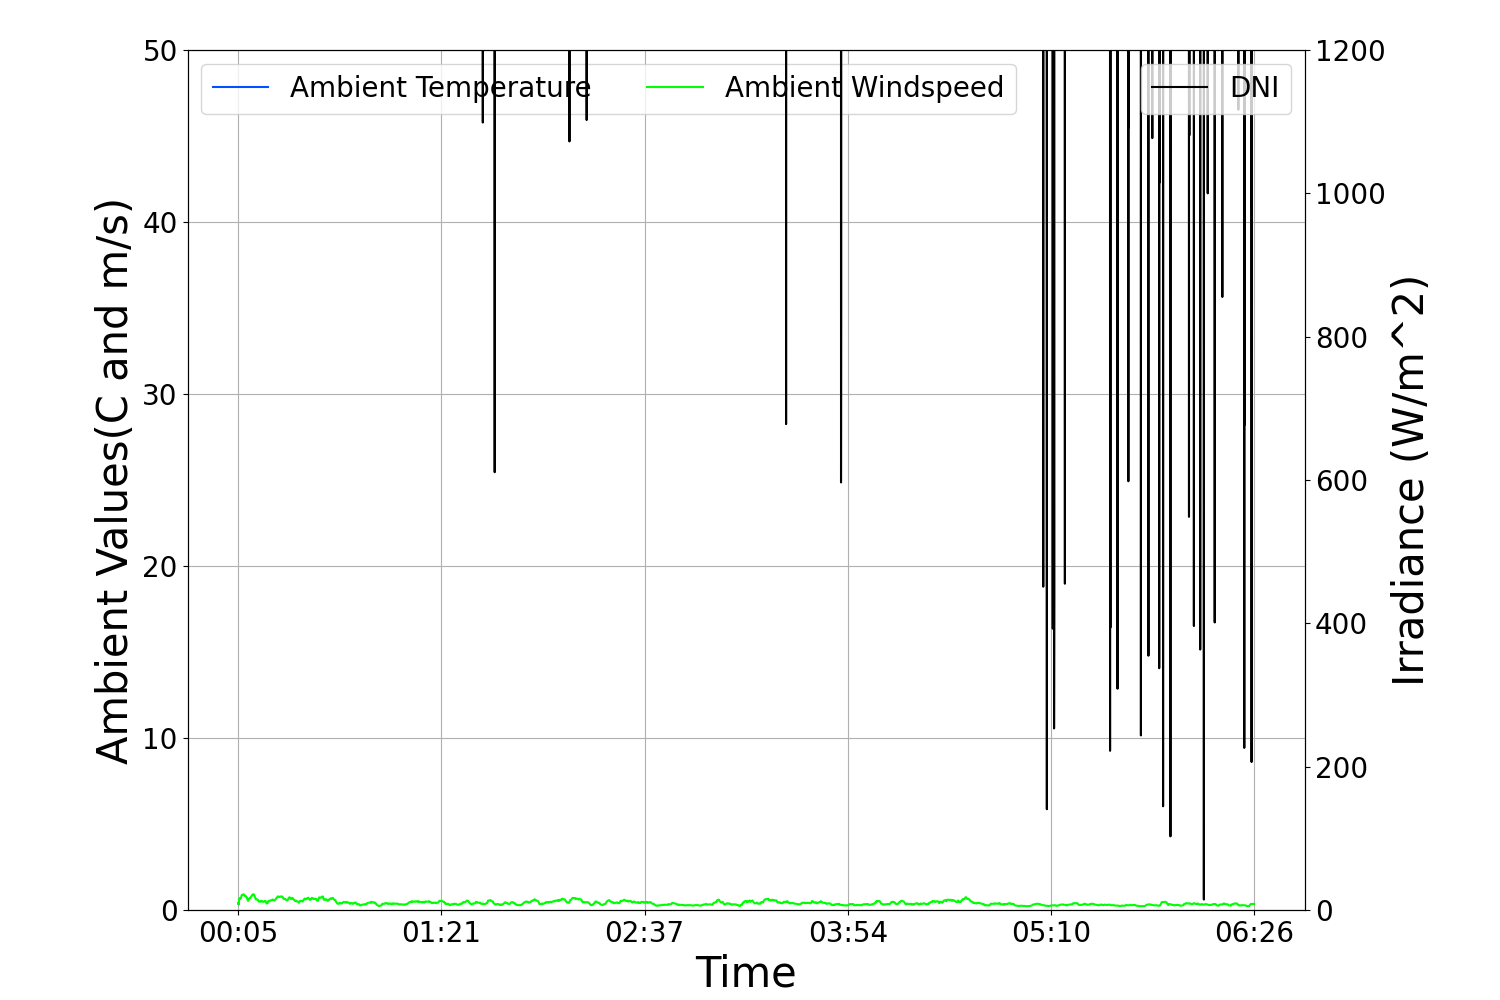 Ambient Temperature Ambient Windspeed DNI
Ambient Values(C and m/s)
50
40
30
20
10
0
1200
1000
800
600
400
200
0
Irradiance (W/m^2)
00:05 01:21 02:37 03:54 05:10 06:26
Time